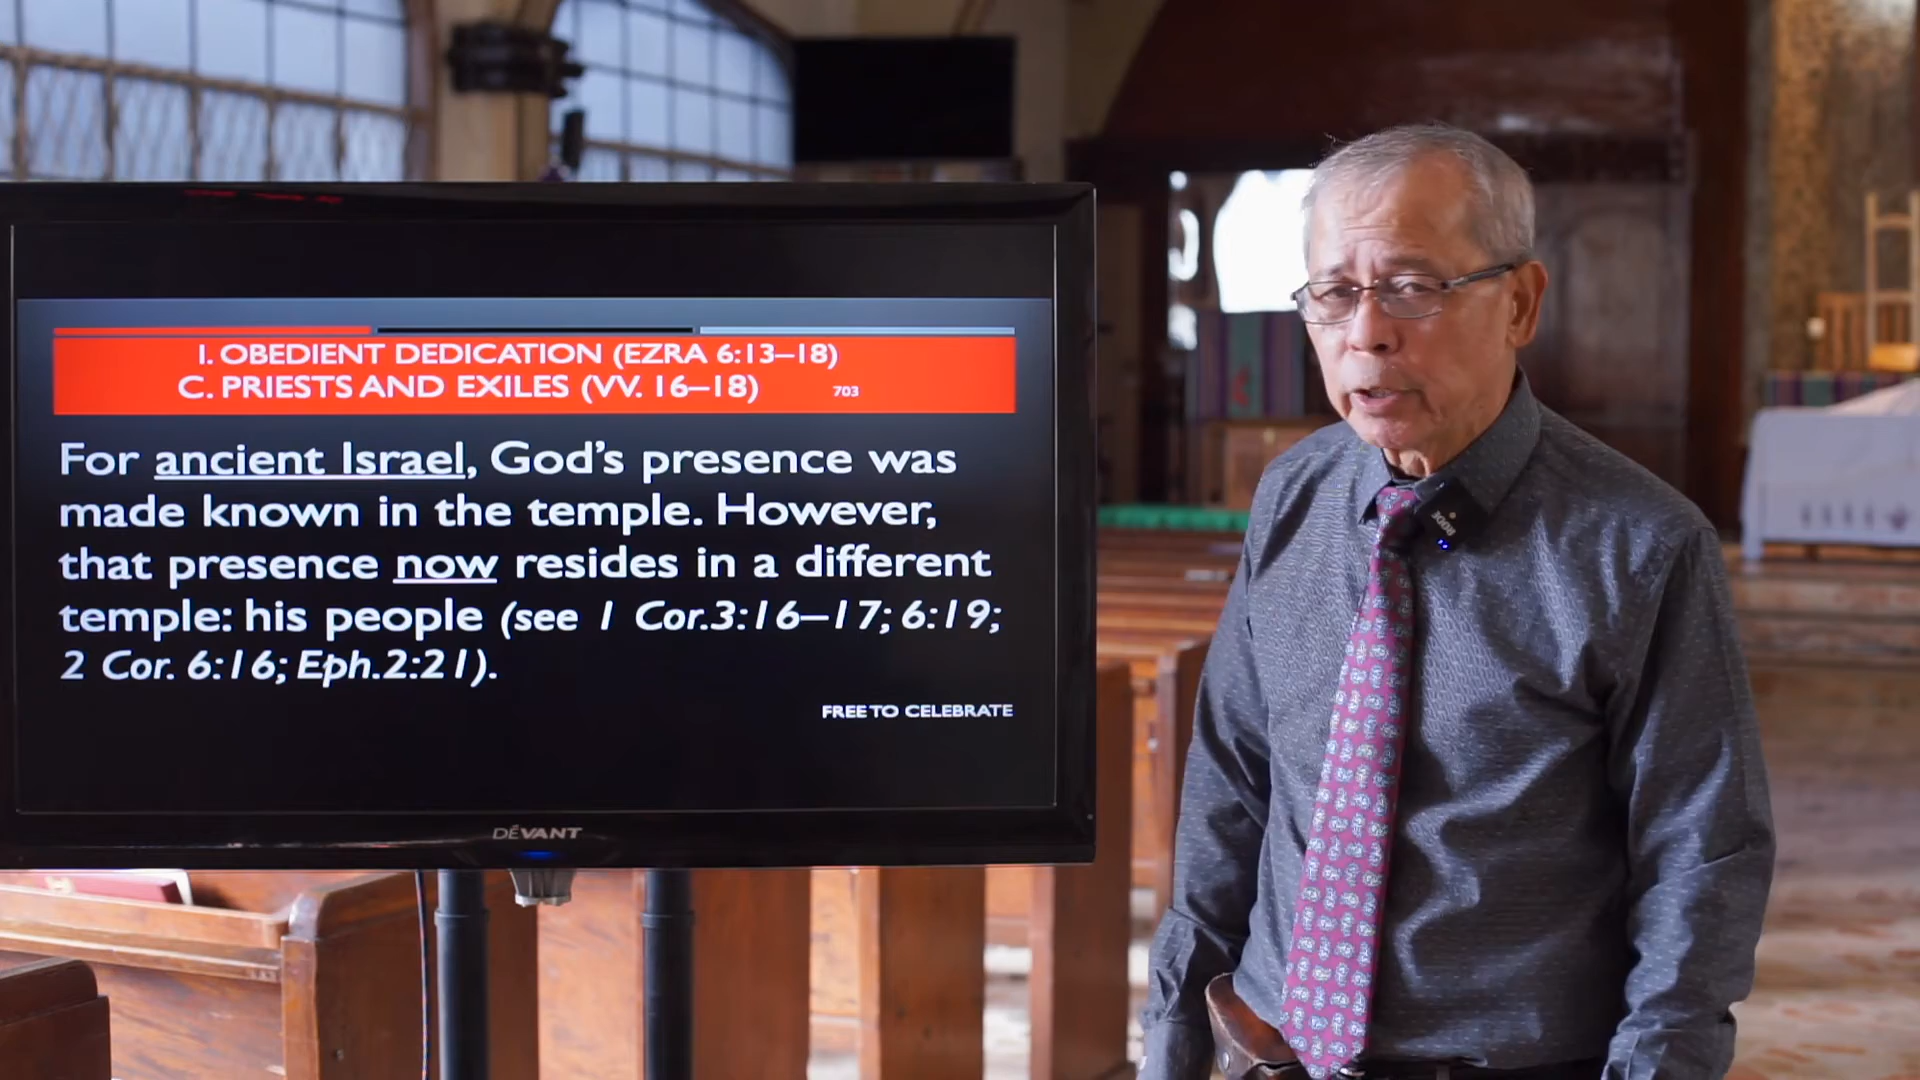 I. OBEDIENT DEDICATION (EZRA 6:13–18)
C. PRIESTS AND EXILES (VV. 16–18) 703
For ancient Israel, God's presence was
made known in the temple. However,
that presence now resides in a different
temple: his people (see 1 Cor.3:16–17; 6:19;
2 Cor. 6:16; Eph.2:21).
FREE TO CELEBRATE
DĒVANT
RODE